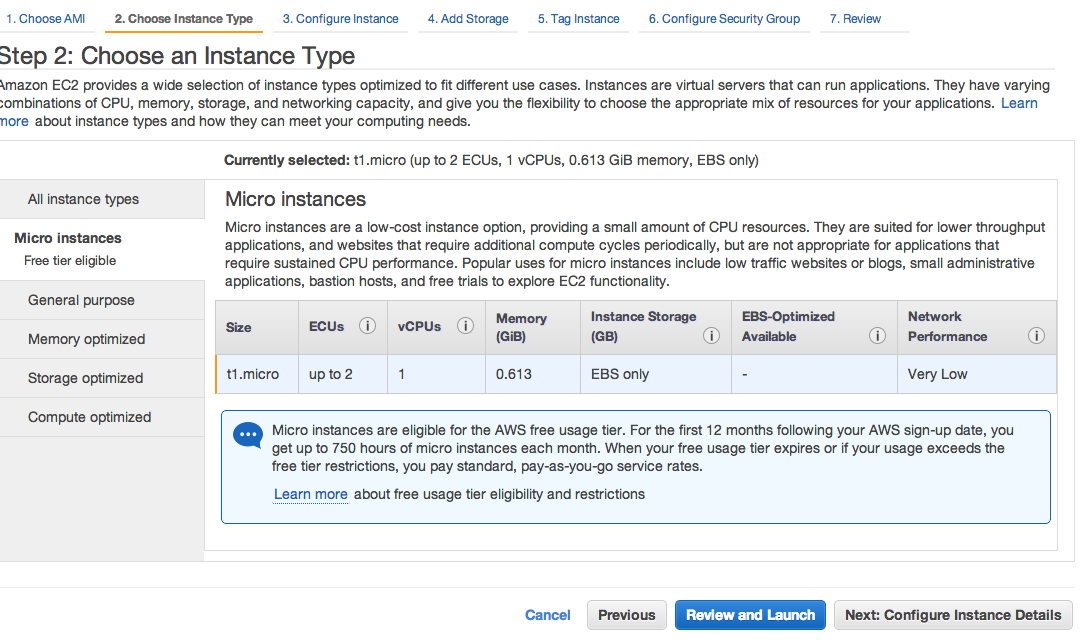 1. Choose AMI 2. Choose Instance Type 3. Configure Instance 4. Add Storage 5. Tag Instance 6. Configure Security Group 7. Review
Step 2: Choose an Instance Type
Amazon EC2 provides a wide selection of instance types optimized to fit different use cases. Instances are virtual servers that can run applications. They have varying
combinations of CPU, memory, storage, and networking capacity, and give you the flexibility to choose the appropriate mix of resources for your applications. Learn
more about instance types and how they can meet your computing needs.
Currently selected: t1.micro (up to 2 ECUs, 1 vCPUs, 0.613 GiB memory, EBS only)
All instance types
Micro instances
Free tier eligible
General purpose
Memory optimized
Storage optimized
Compute optimized
Micro instances
Micro instances are a low-cost instance option, providing a small amount of CPU resources. They are suited for lower throughput
applications, and websites that require additional compute cycles periodically, but are not appropriate for applications that
require sustained CPU performance. Popular uses for micro instances include low traffic websites or blogs, small administrative
applications, bastion hosts, and free trials to explore EC2 functionality.
Size ECUs i vCPUs i Memory (GiB) Instance Storage (GB) i EBS-Optimized Available i Network Performance i
t1.micro up to 2 1 0.613 EBS only - Very Low
Micro instances are eligible for the AWS free usage tier. For the first 12 months following your AWS sign-up date, you
get up to 750 hours of micro instances each month. When your free usage tier expires or if your usage exceeds the
free tier restrictions, you pay standard, pay-as-you-go service rates.
Learn more about free usage tier eligibility and restrictions
Cancel Previous Review and Launch Next: Configure Instance Details